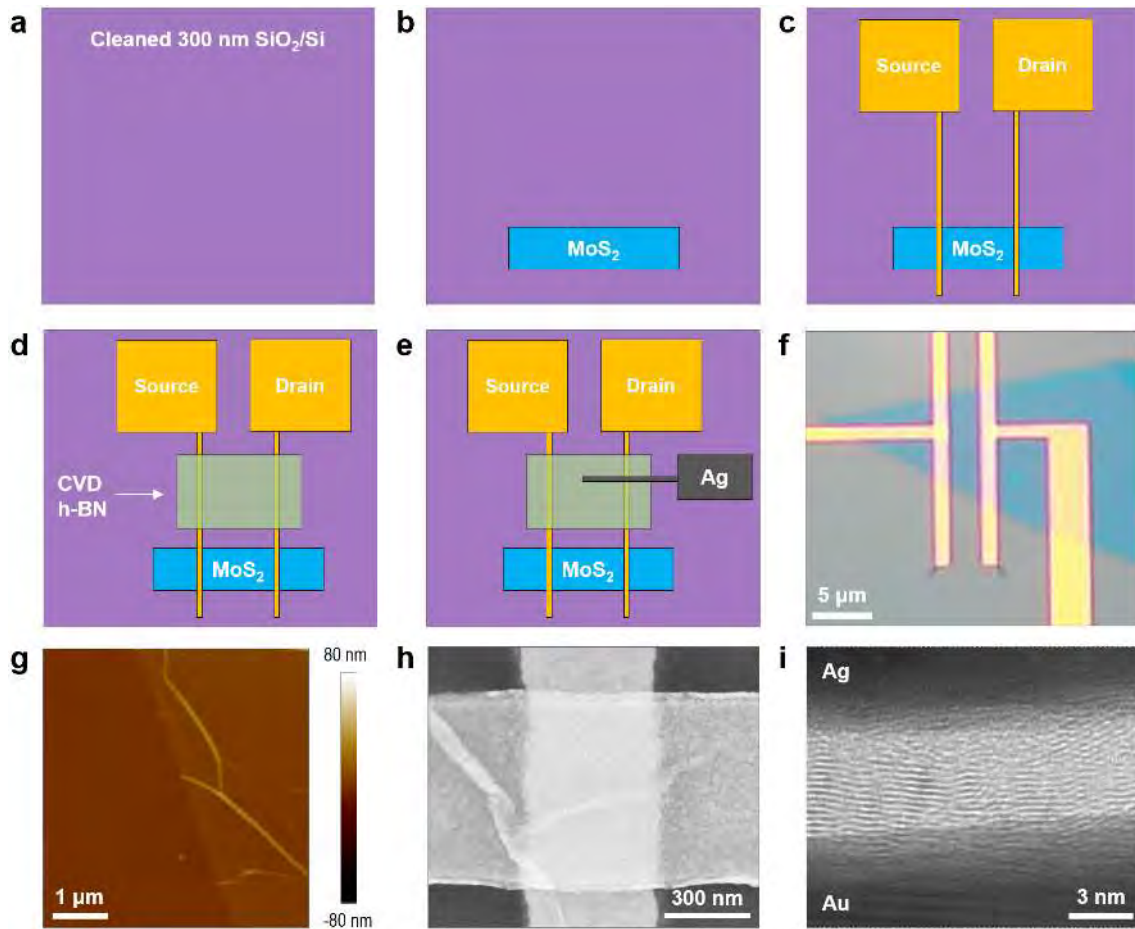 a
Cleaned 300 nm SiO₂/Si
b
MoS₂
c
Source
Drain
MoS₂
d
Source
Drain
CVD
h-BN
MoS₂
e
Source
Drain
Ag
MoS₂
f
5 μm
g
80 nm
-80 nm
1 μm
h
300 nm
i
Ag
Au
3 nm